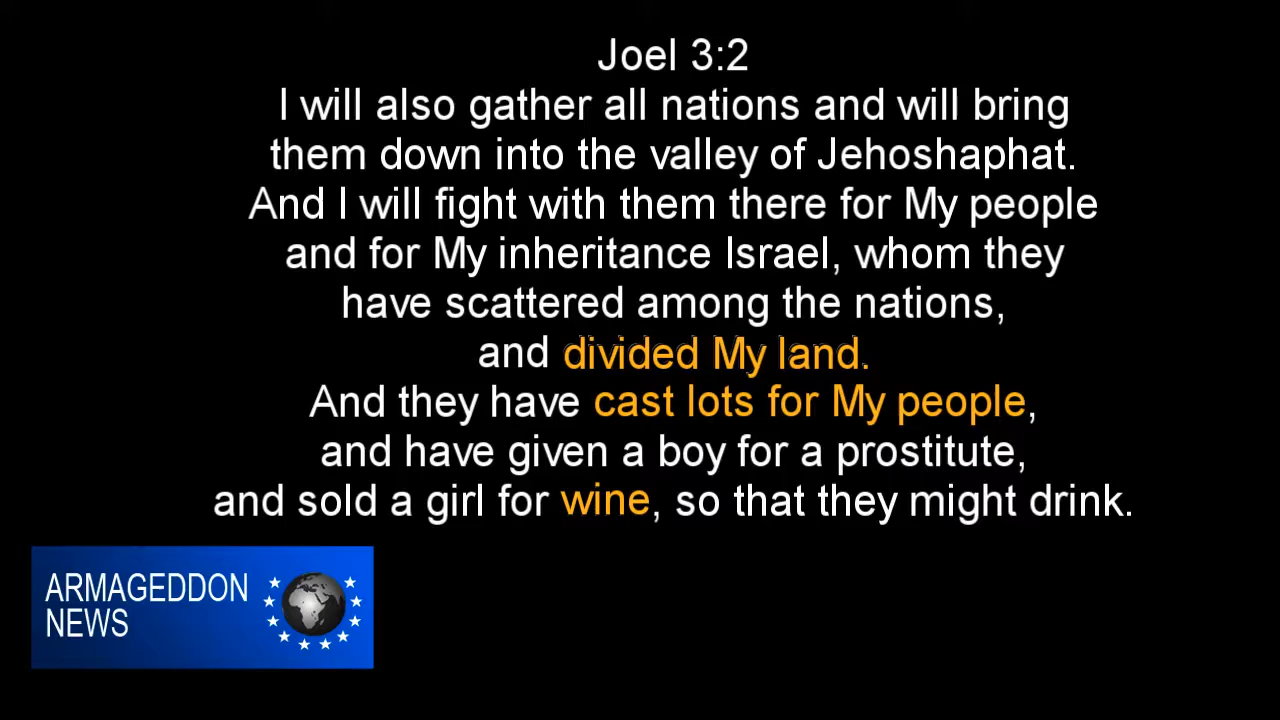 Joel 3:2
I will also gather all nations and will bring
them down into the valley of Jehoshaphat.
And I will fight with them there for My people
and for My inheritance Israel, whom they
have scattered among the nations,
and divided My land.
And they have cast lots for My people,
and have given a boy for a prostitute,
and sold a girl for wine, so that they might drink.
ARMAGEDDON
NEWS